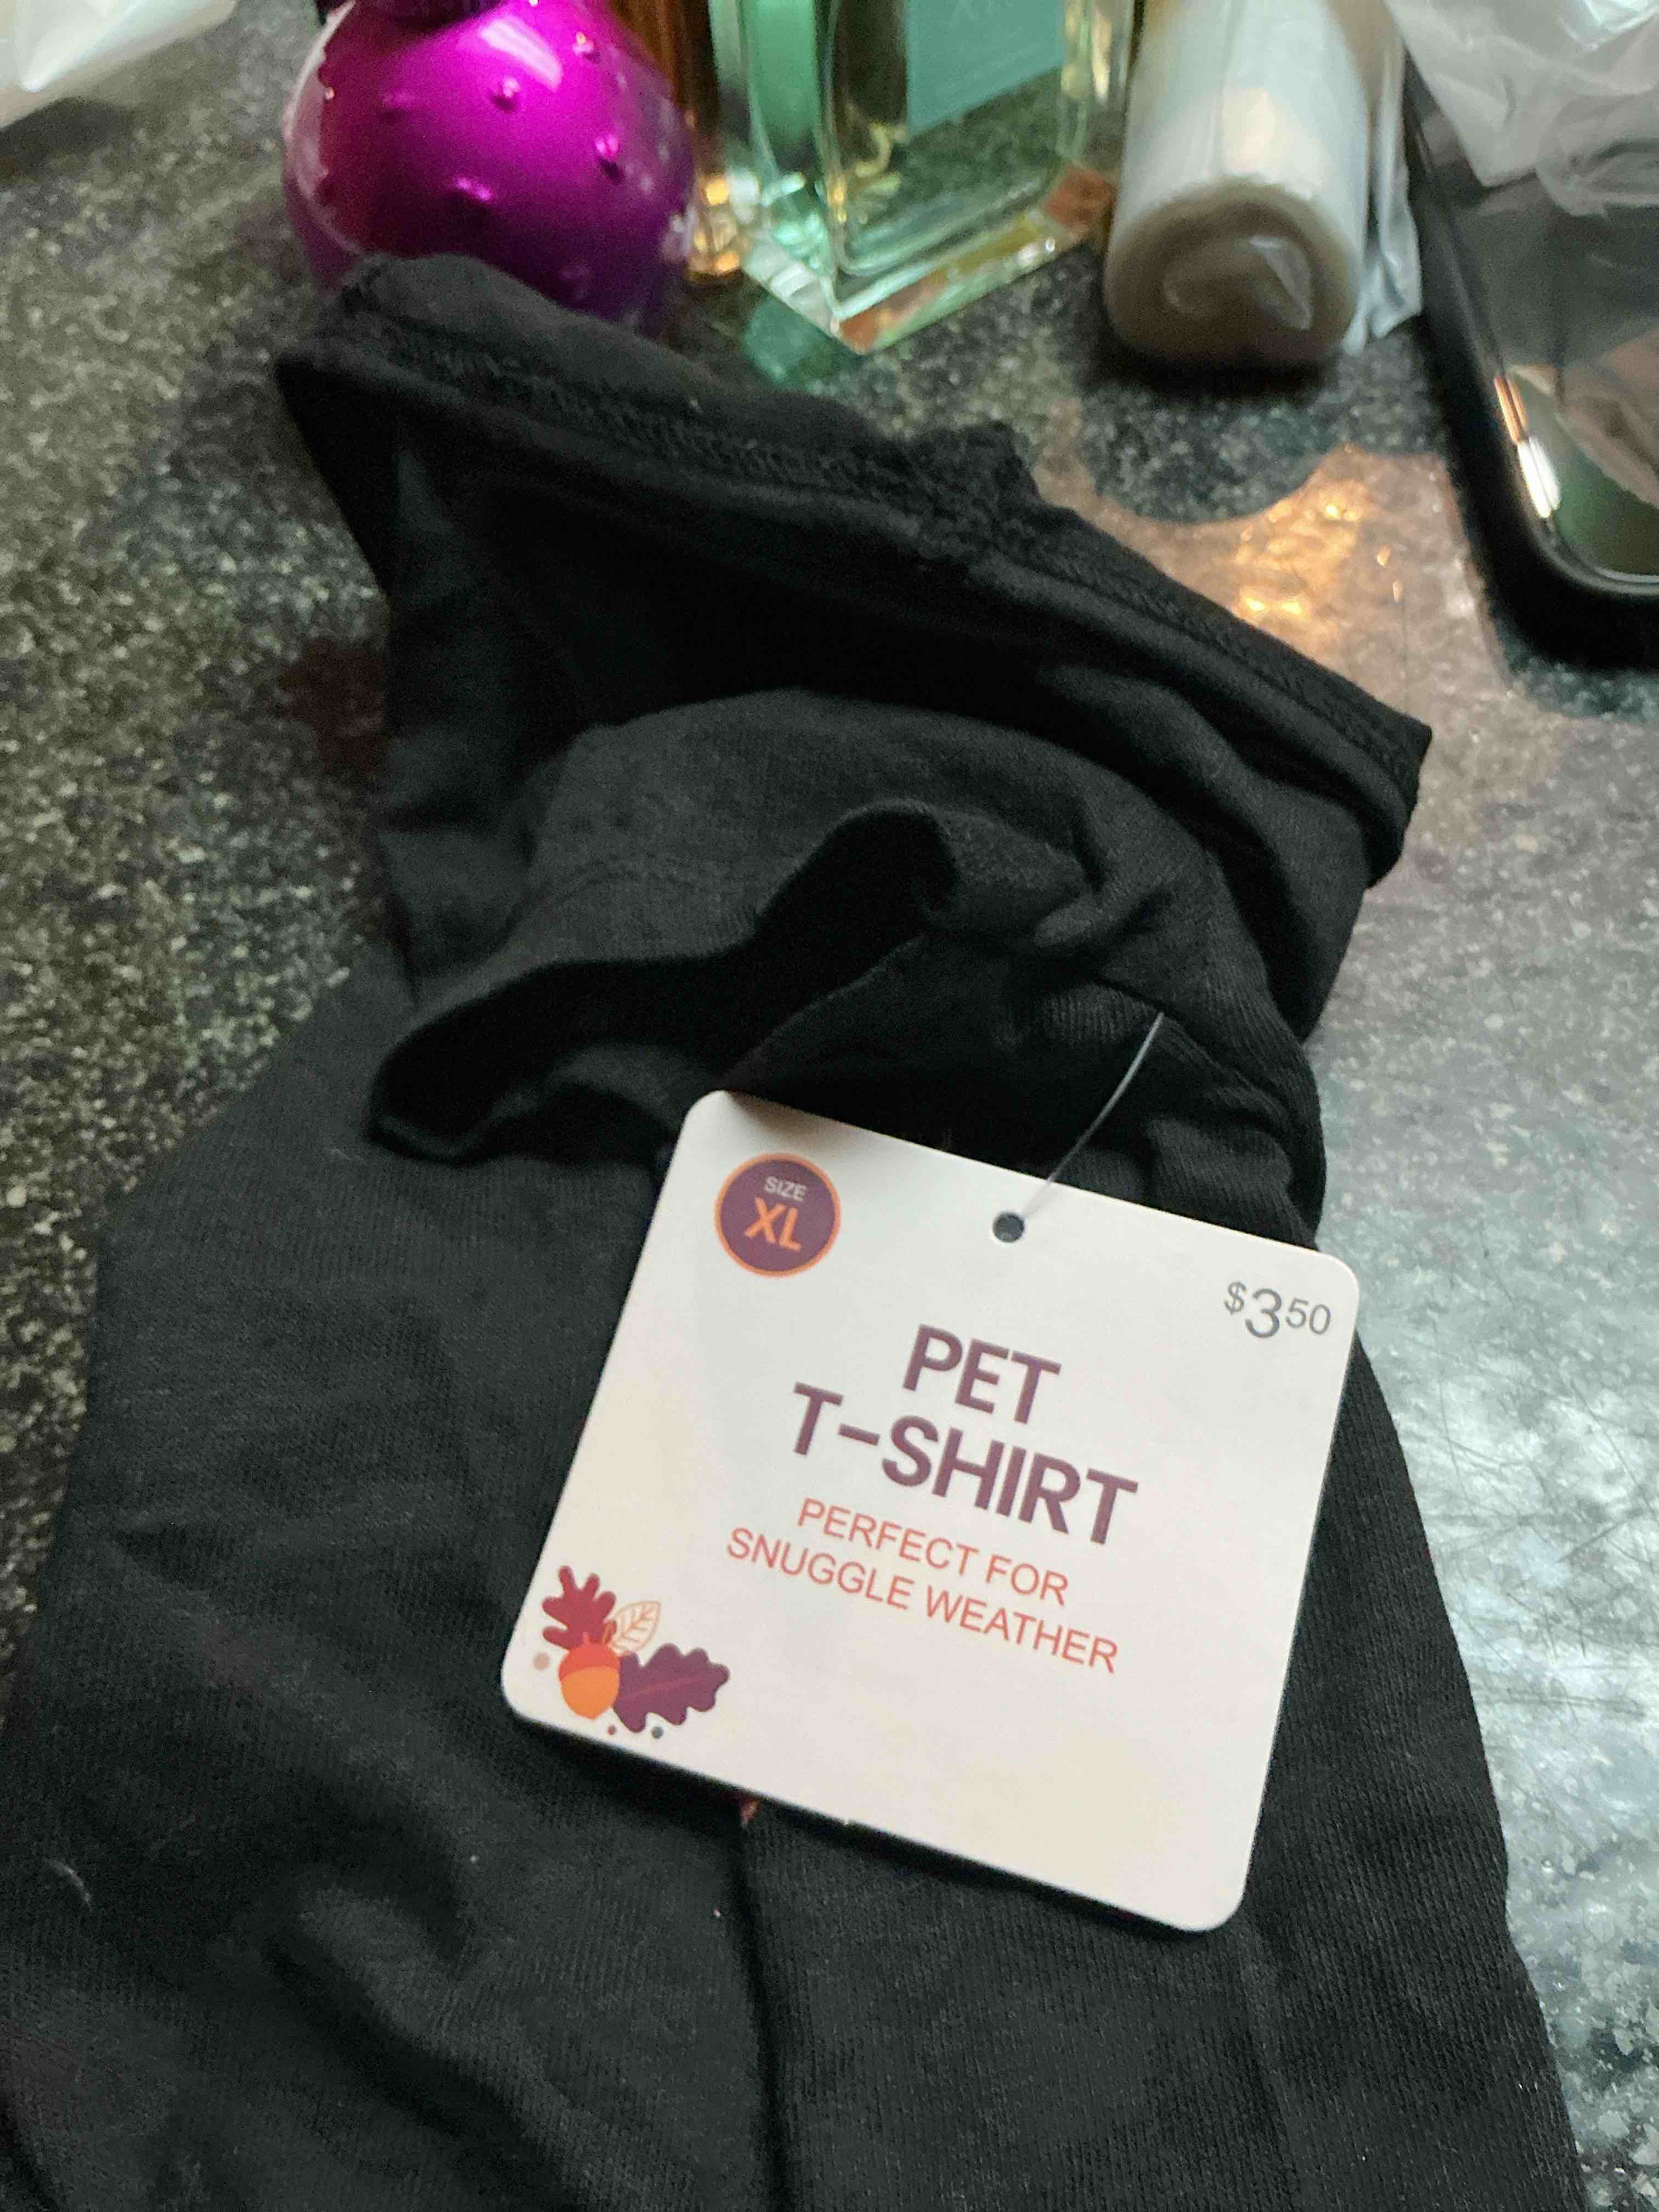 SIZE
XL
$3.50
PET
T-SHIRT
PERFECT FOR
SNUGGLE WEATHER